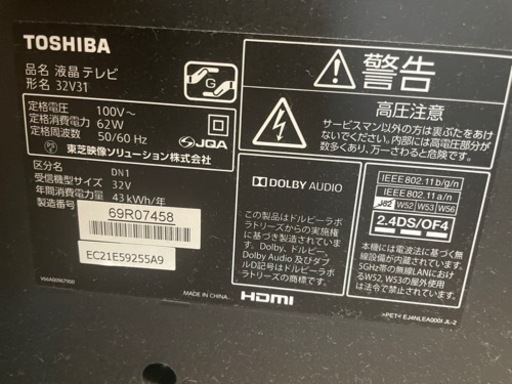 TOSHIBA
品名 液晶テレビ
形名 32V31
定格電圧 100V～
定格消費電力 62W
定格周波数 50/60 Hz
JQA
東芝映像ソリューション株式会社
区分名 DN1
受信機型サイズ 32V
年間消費電力量 43 kWh/年
製造番号
69R07458
EC21E59255A9
MADE IN CHINA
警告
高圧注意
サービスマン以外の方は裏ぶたをあけ
ないでください。内部には高電圧部分が
数多くあり、万一さわると危険です。
DOLBY AUDIO
この製品はドルビーラボ
ラトリーズからの実施権
に基づき製造されていま
す。Dolby、ドルビー、
Dolby Audio 及びダブ
ルD記号はドルビーラボ
ラトリーズの商標です。
HDMI
IEEE802.11b/g/n
IEEE802.11a/n
J52 W52 W53 W56
2.4DS/OF4
本機には電波法に基づく無
線設備が内蔵されています。
5GHz帯の無線LANにおけ
るW52, W53の屋外使用
は法令で禁止されています。